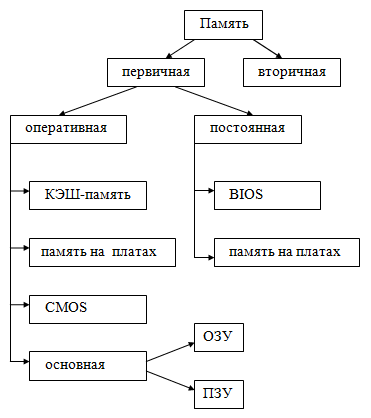 Память
первичная
вторичная
оперативная
постоянная
КЭШ-память
BIOS
память на платах
память на платах
CMOS
ОЗУ
основная
ПЗУ